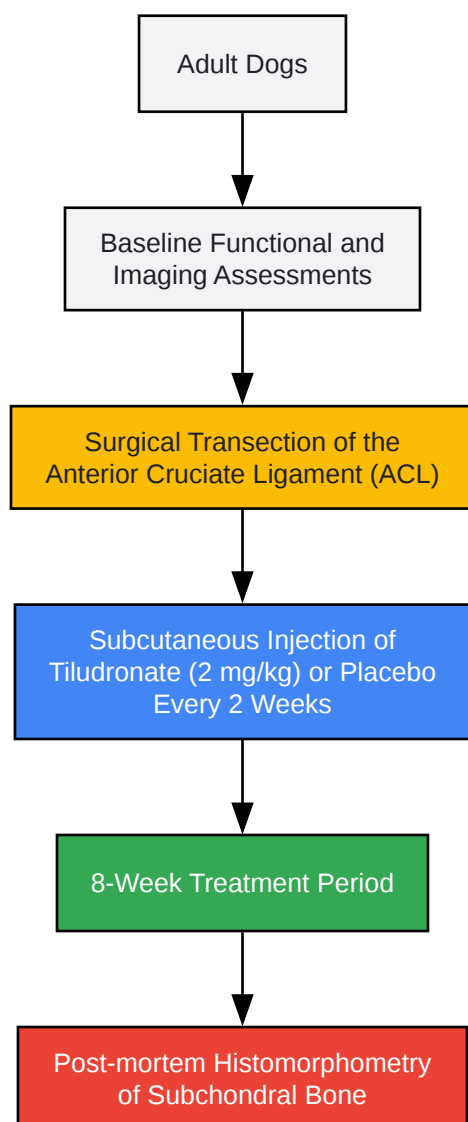 Adult Dogs
Baseline Functional and
Imaging Assessments
Surgical Transection of the
Anterior Cruciate Ligament (ACL)
Subcutaneous Injection of
Tiludronate (2 mg/kg) or Placebo
Every 2 Weeks
8-Week Treatment Period
Post-mortem Histomorphometry
of Subchondral Bone